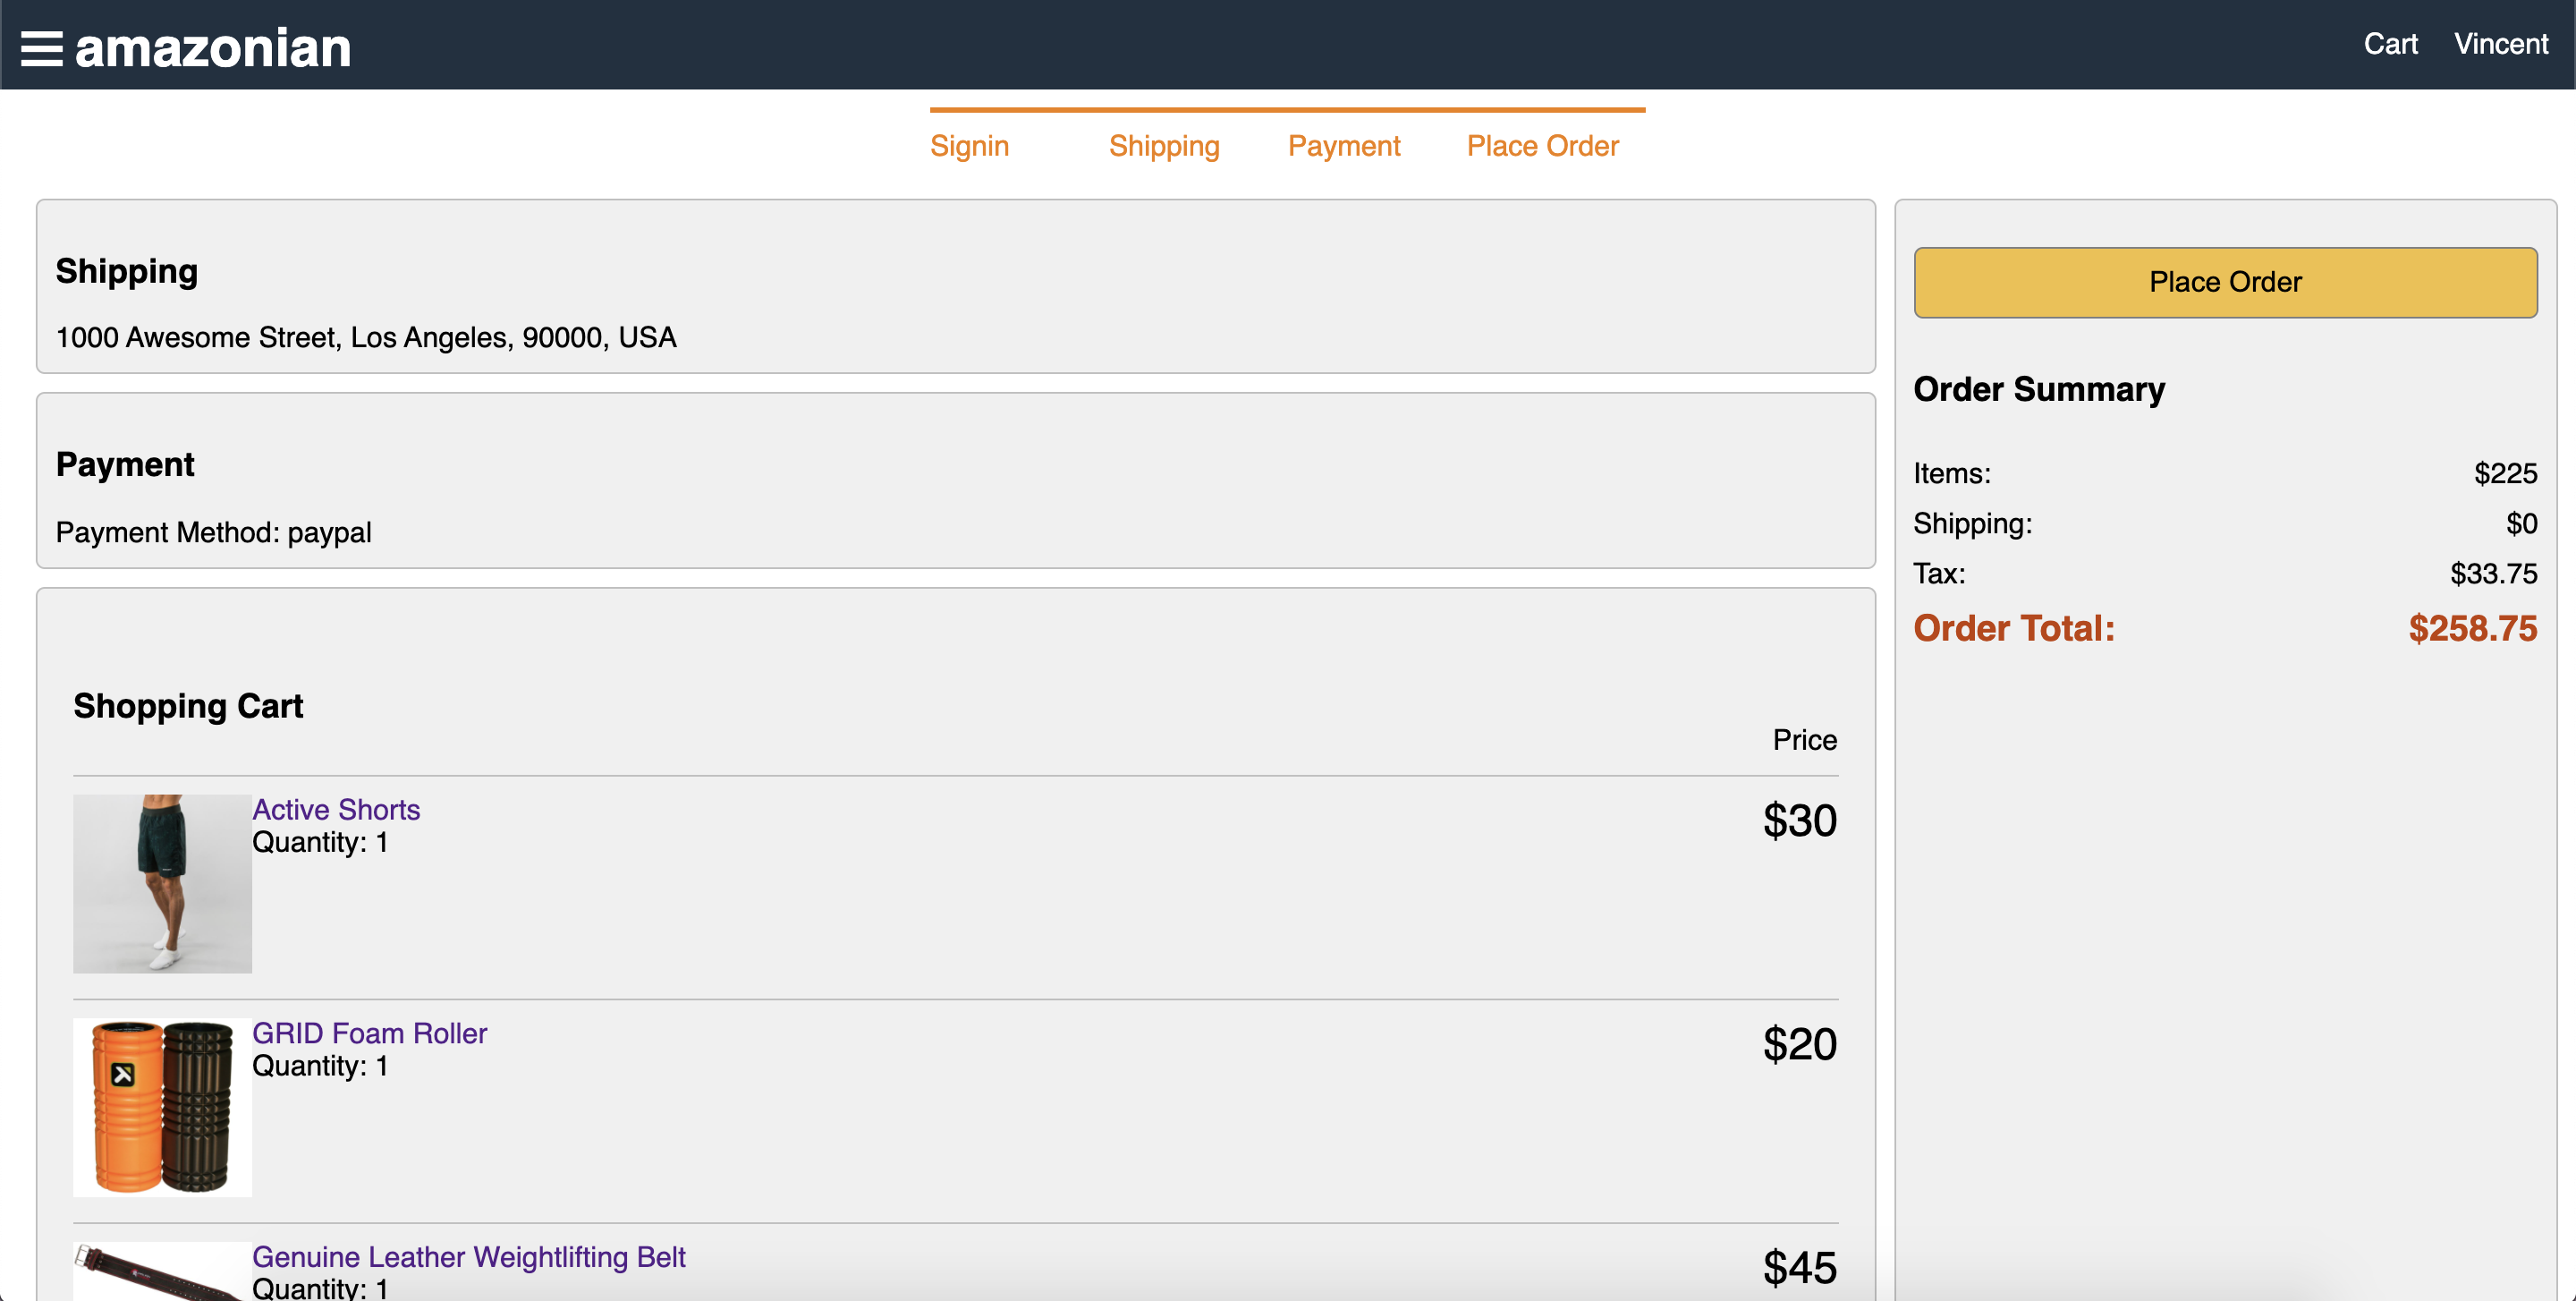 amazonian
Cart Vincent
Signin Shipping Payment Place Order
Shipping
1000 Awesome Street, Los Angeles, 90000, USA
Payment
Payment Method: paypal
Shopping Cart
Price
Active Shorts
Quantity: 1
$30
GRID Foam Roller
Quantity: 1
$20
Genuine Leather Weightlifting Belt
Quantity: 1
$45
Place Order
Order Summary
Items: $225
Shipping: $0
Tax: $33.75
Order Total: $258.75